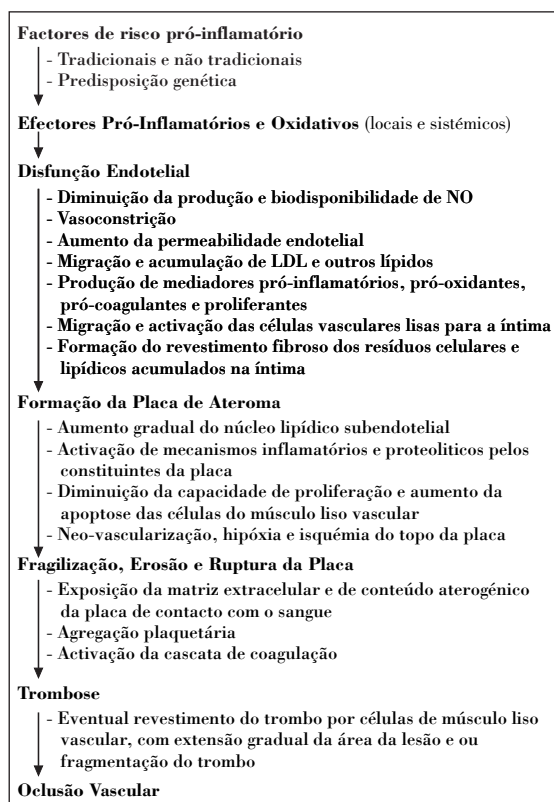 Factores de risco pró-inflamatório
- Tradicionais e não tradicionais
- Predisposição genética
Efectores Pró-Inflamatórios e Oxidativos (locais e sistémicos)
Disfunção Endotelial
- Diminuição da produção e biodisponibilidade de NO
- Vasoconstrição
- Aumento da permeabilidade endotelial
- Migração e acumulação de LDL e outros lípidos
- Produção de mediadores pró-inflamatórios, pró-oxidantes,
pró-coagulantes e proliferantes
- Migração e activação das células vasculares lisas para a íntima
- Formação do revestimento fibroso dos resíduos celulares e
lipídicos acumulados na íntima
Formação da Placa de Ateroma
- Aumento gradual do núcleo lipídico subendotelial
- Activação de mecanismos inflamatórios e proteoliticos pelos
constituintes da placa
- Diminuição da capacidade de proliferação e aumento da
apoptose das células do músculo liso vascular
- Neo-vascularização, hipóxia e isquémia do topo da placa
Fragilização, Erosão e Ruptura da Placa
- Exposição da matriz extracelular e de conteúdo aterogénico
da placa de contacto com o sangue
- Agregação plaquetária
- Activação da cascata de coagulação
Trombose
- Eventual revestimento do trombo por células de músculo liso
vascular, com extensão gradual da área da lesão e ou
fragmentação do trombo
Oclusão Vascular